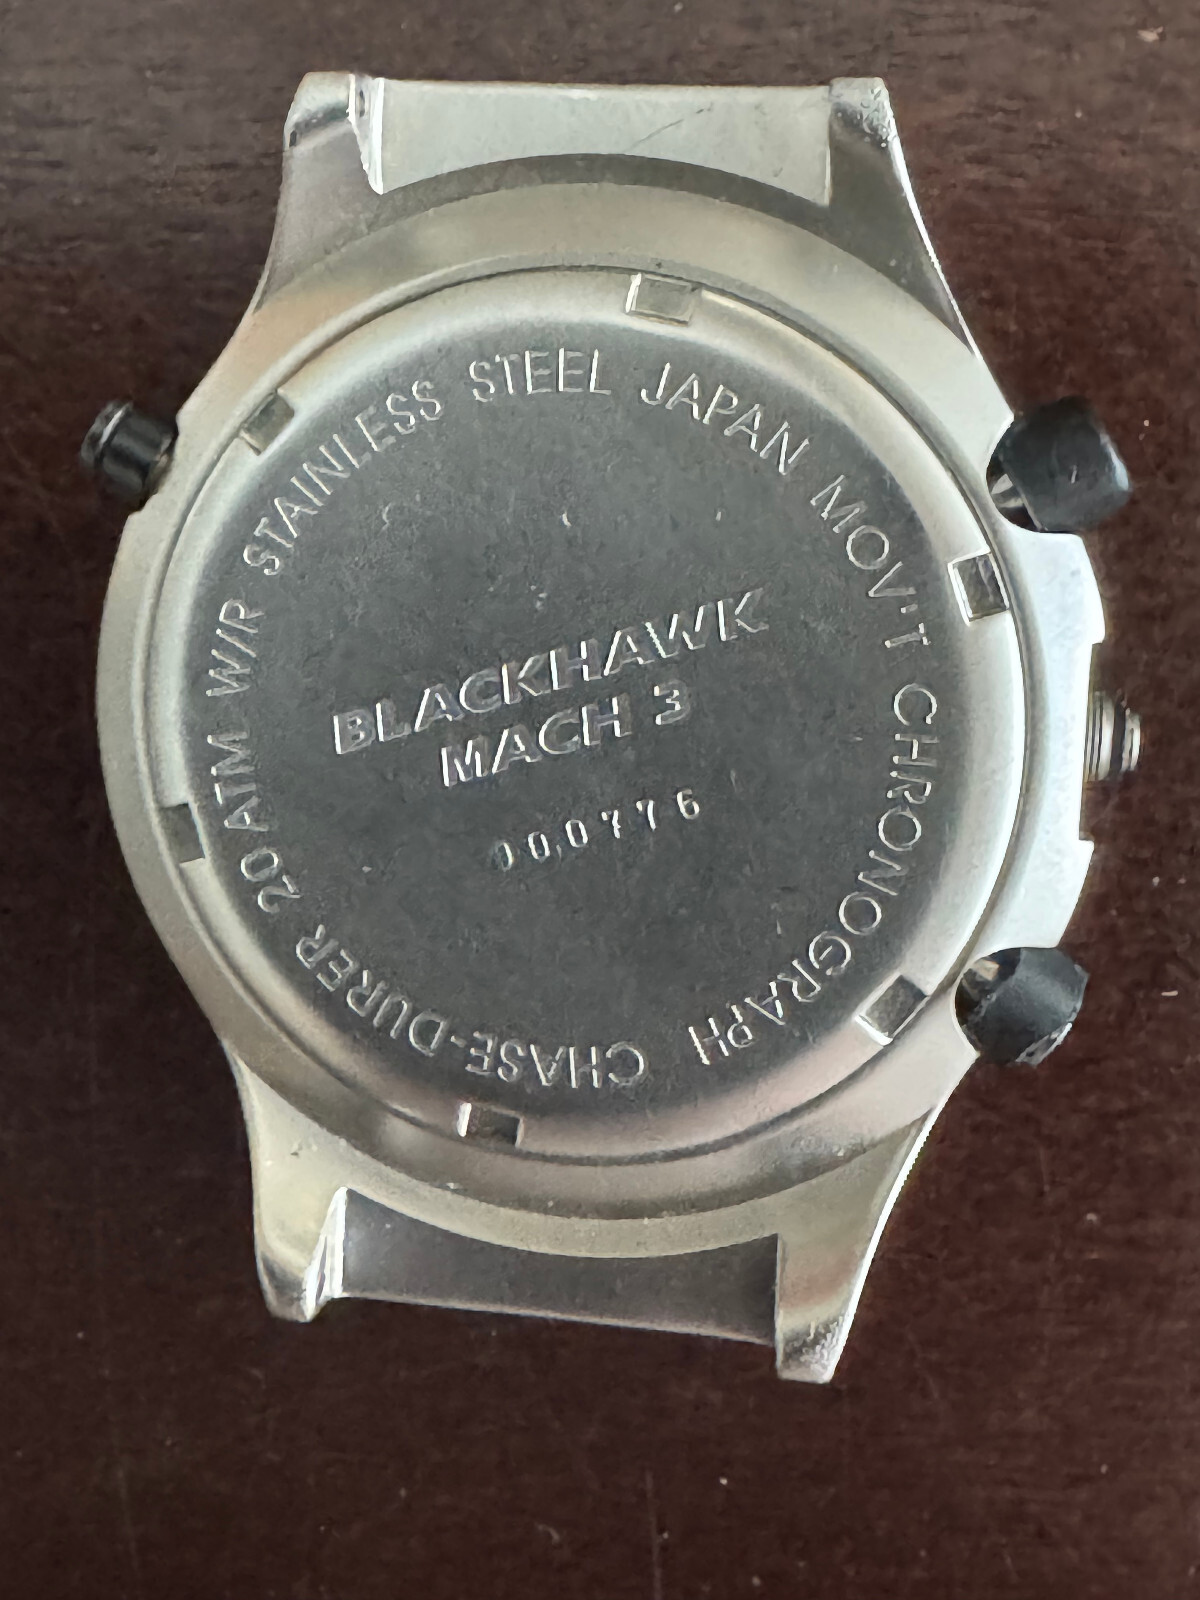 20 ATM W/R STAINLESS STEEL JAPAN MOV'T CHRONOGRAPH CHASE-DURER
BLACKHAWK
MACH 3
000776